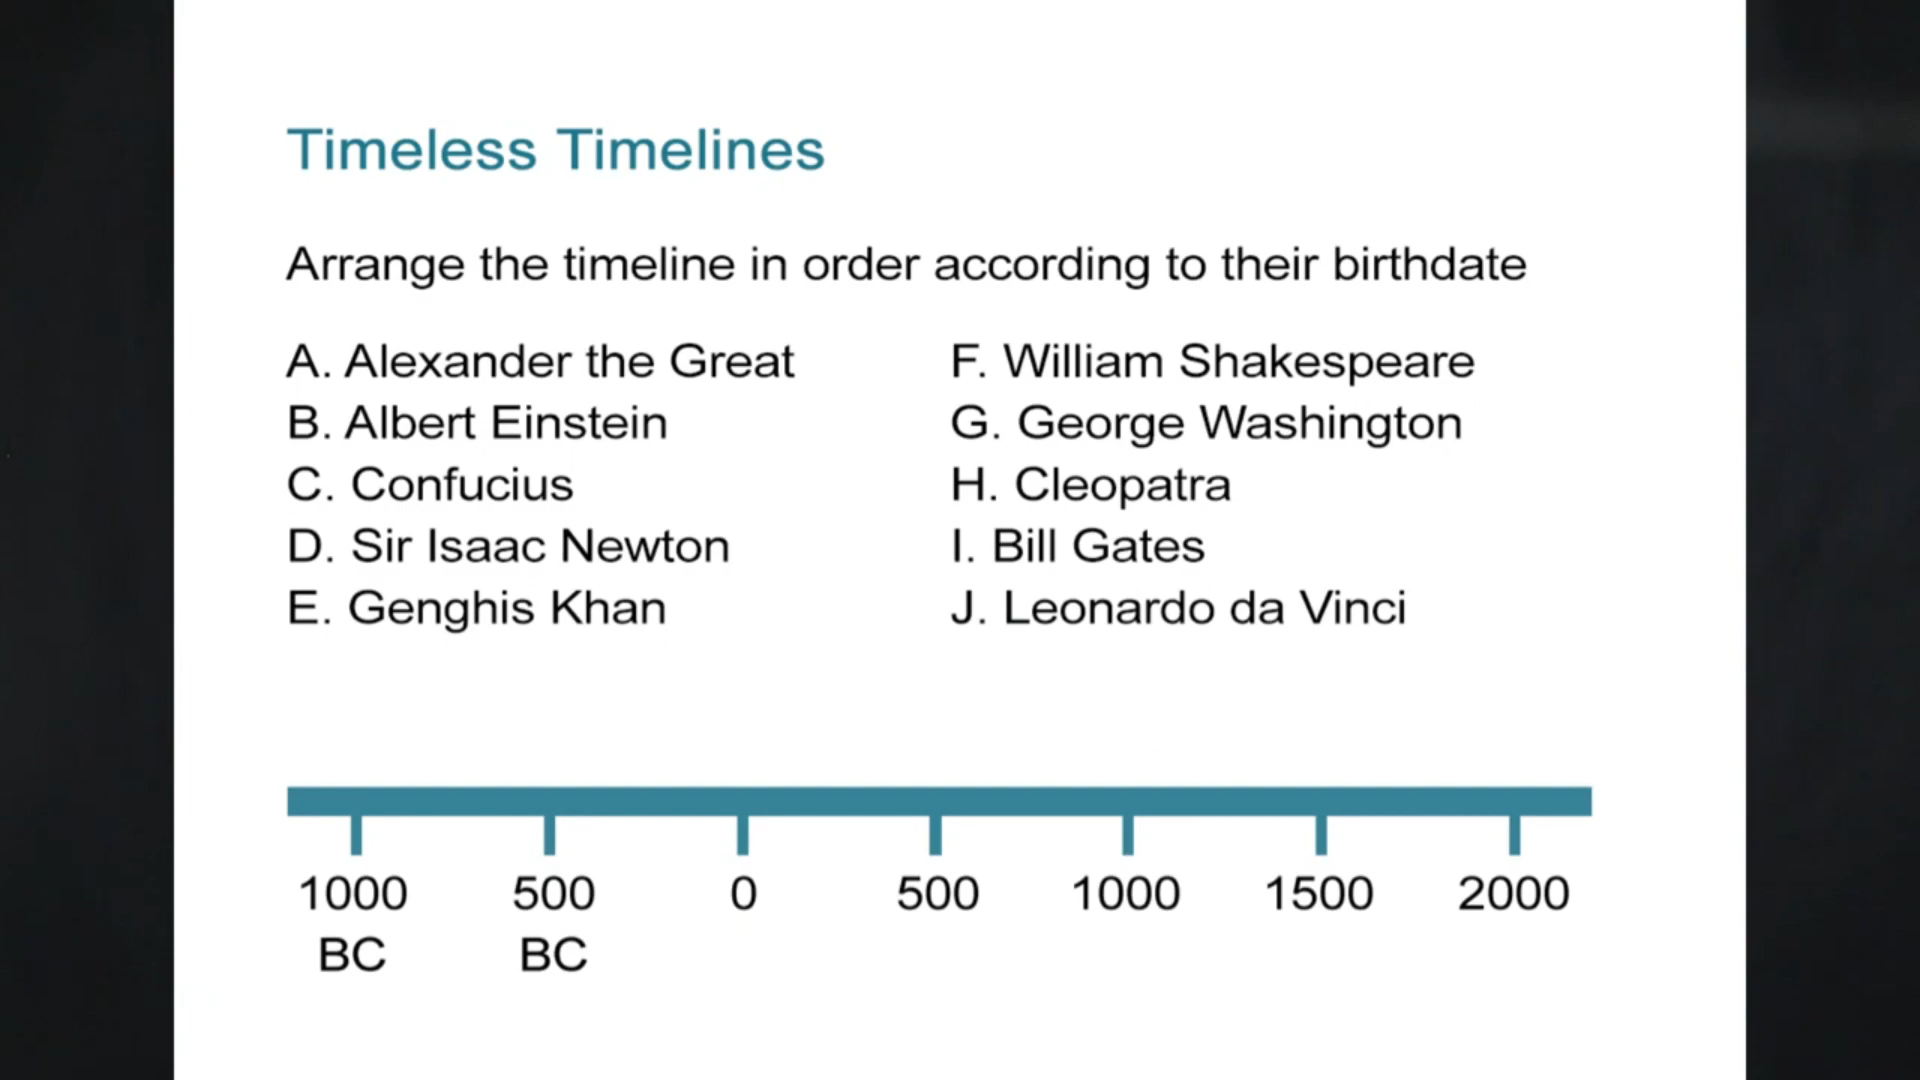 Timeless Timelines
Arrange the timeline in order according to their birthdate
A. Alexander the Great
B. Albert Einstein
C. Confucius
D. Sir Isaac Newton
E. Genghis Khan
F. William Shakespeare
G. George Washington
H. Cleopatra
I. Bill Gates
J. Leonardo da Vinci
1000 BC
500 BC
0
500
1000
1500
2000